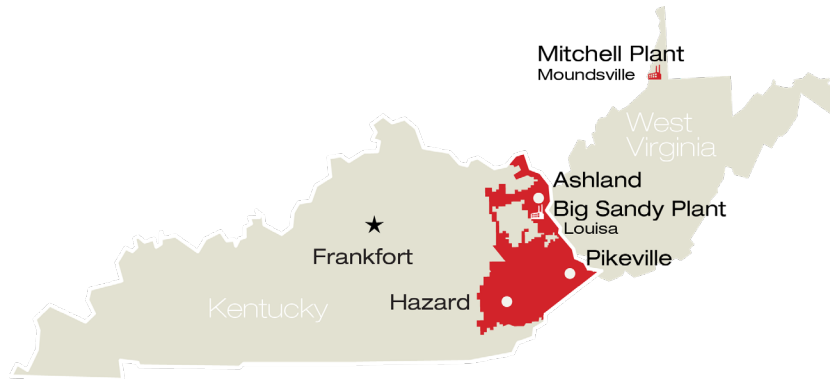 Mitchell Plant
Moundsville
West
Virginia
Ashland
Big Sandy Plant
Louisa
Frankfort
Pikeville
Hazard
Kentucky